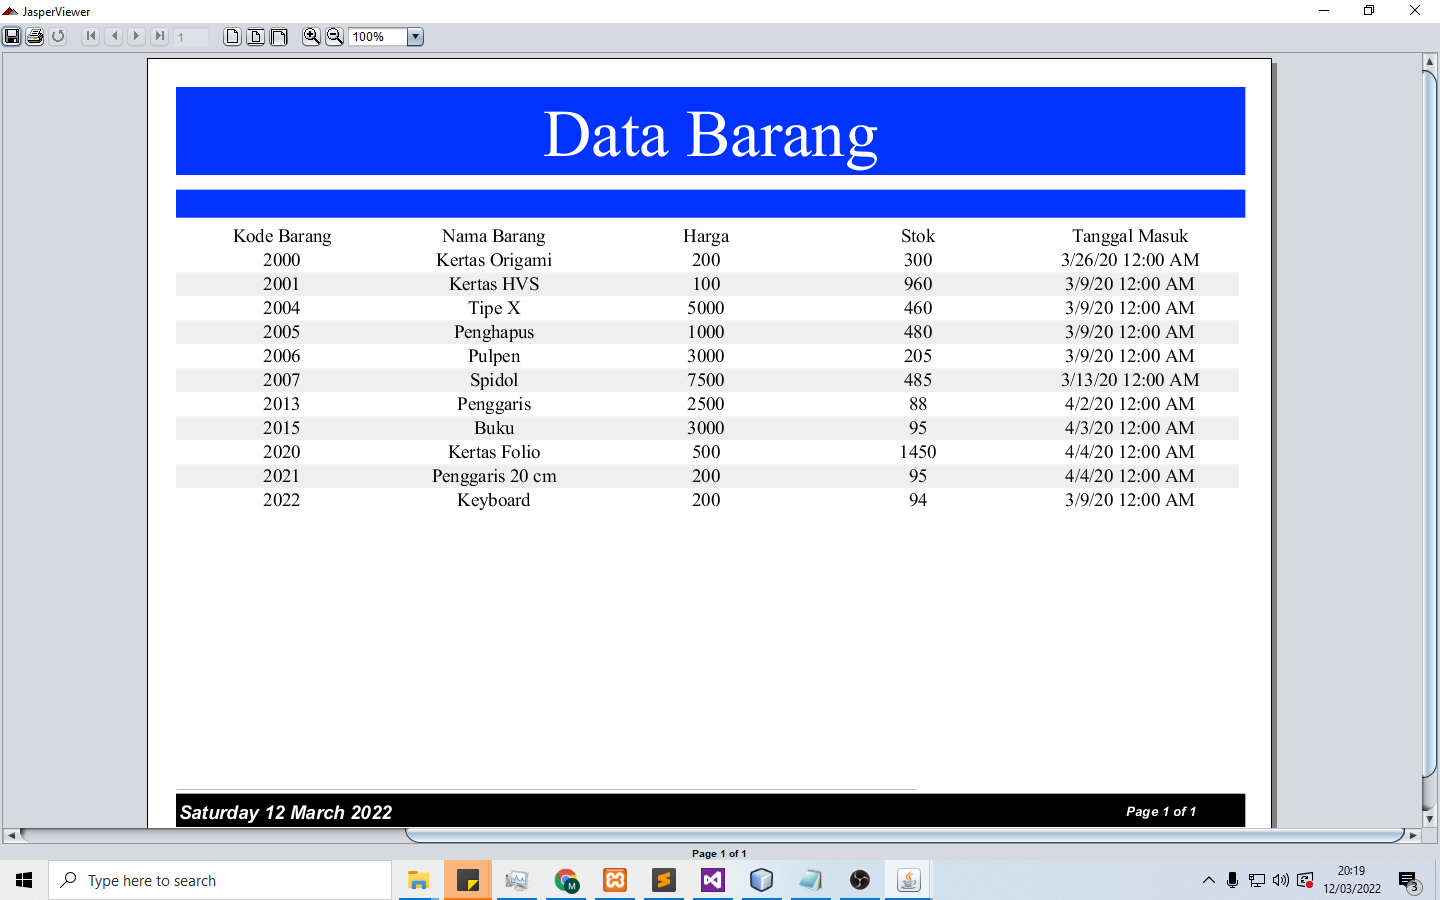 JasperViewer
1
100%
Data Barang
Kode Barang Nama Barang Harga Stok Tanggal Masuk
2000 Kertas Origami 200 300 3/26/20 12:00 AM
2001 Kertas HVS 100 960 3/9/20 12:00 AM
2004 Tipe X 5000 460 3/9/20 12:00 AM
2005 Penghapus 1000 480 3/9/20 12:00 AM
2006 Pulpen 3000 205 3/9/20 12:00 AM
2007 Spidol 7500 485 3/13/20 12:00 AM
2013 Penggaris 2500 88 4/2/20 12:00 AM
2015 Buku 3000 95 4/3/20 12:00 AM
2020 Kertas Folio 500 1450 4/4/20 12:00 AM
2021 Penggaris 20 cm 200 95 4/4/20 12:00 AM
2022 Keyboard 200 94 3/9/20 12:00 AM
Saturday 12 March 2022 Page 1 of 1
Page 1 of 1
Type here to search
M
20:19
12/03/2022
3